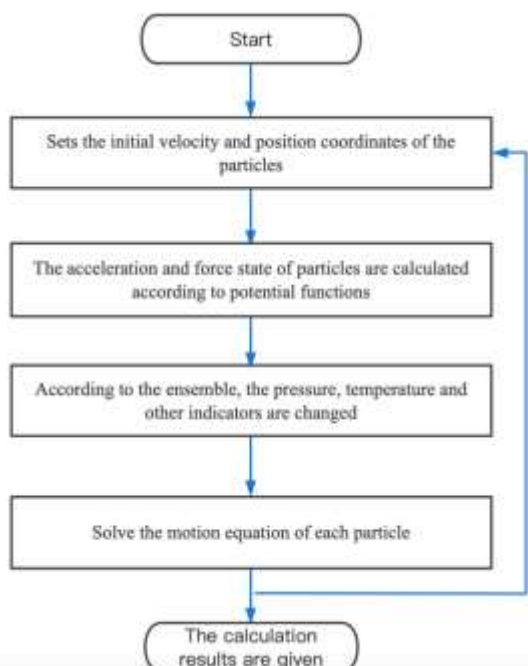 Start
Sets the initial velocity and position coordinates of the
particles
The acceleration and force state of particles are calculated
according to potential functions
According to the ensemble, the pressure, temperature and
other indicators are changed
Solve the motion equation of each particle
The calculation
results are given